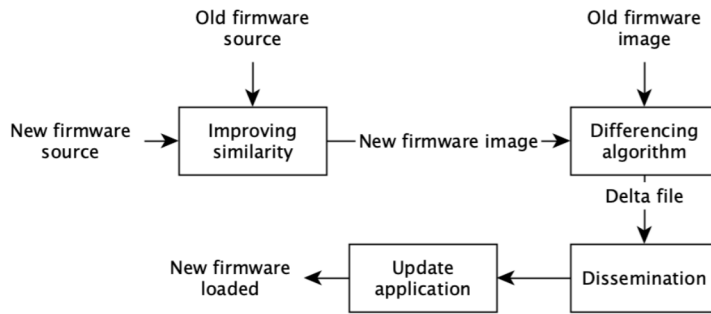 Old firmware
source
Old firmware
image
New firmware
source
Improving
similarity
New firmware image
Differencing
algorithm
Delta file
New firmware
loaded
Update
application
Dissemination